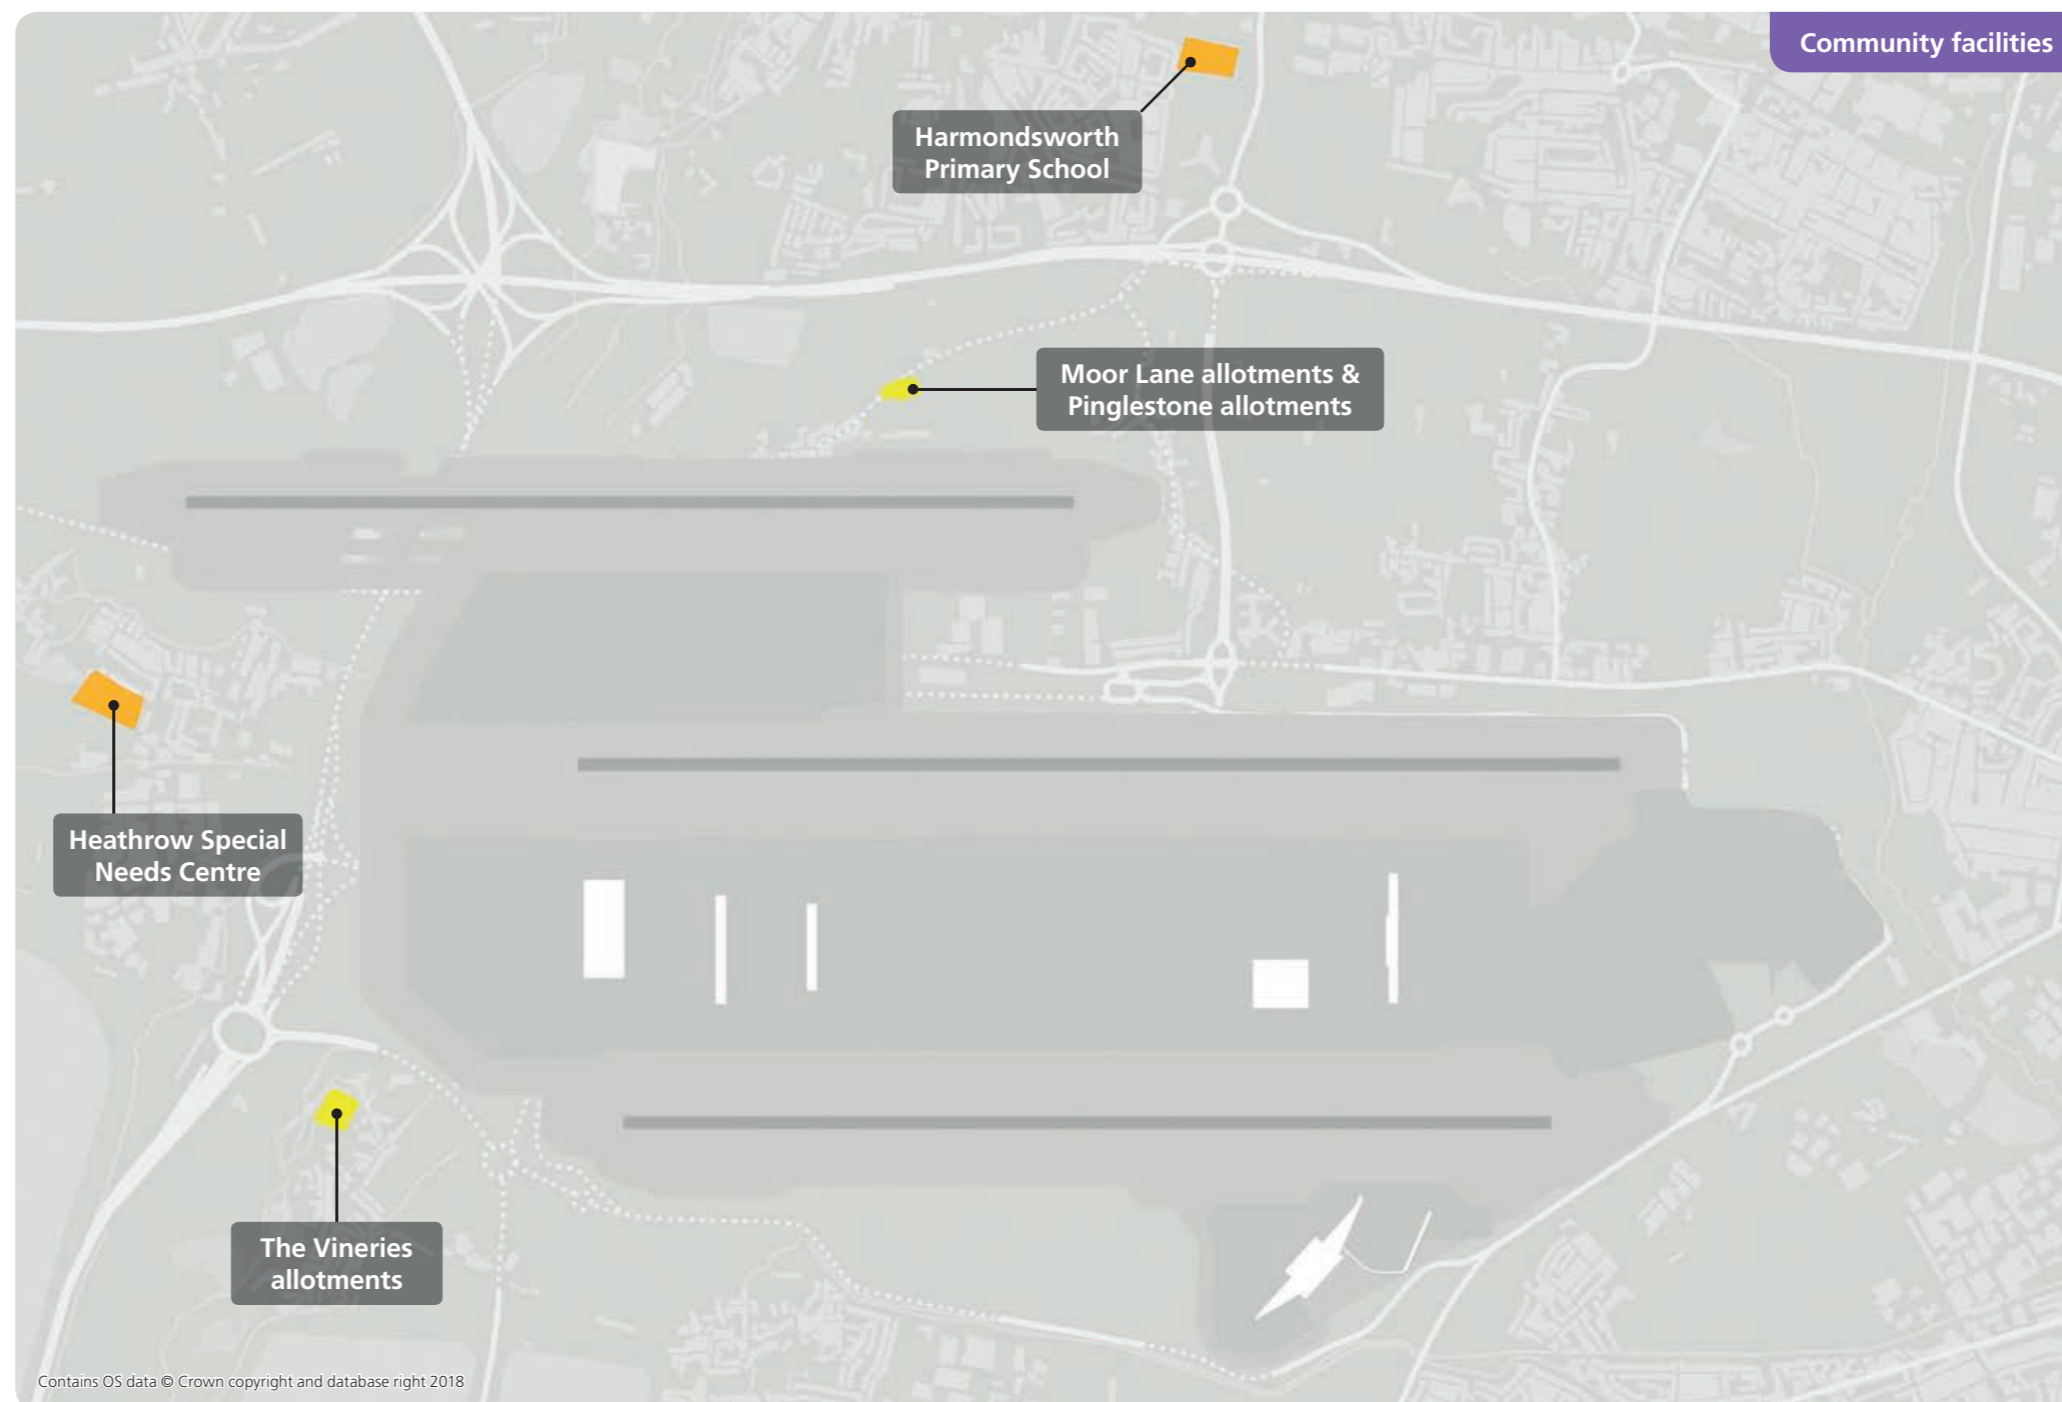 Community facilities
Harmondsworth
Primary School
Moor Lane allotments &
Pinglestone allotments
Heathrow Special
Needs Centre
The Vineries
allotments
Contains OS data © Crown copyright and database right 2018